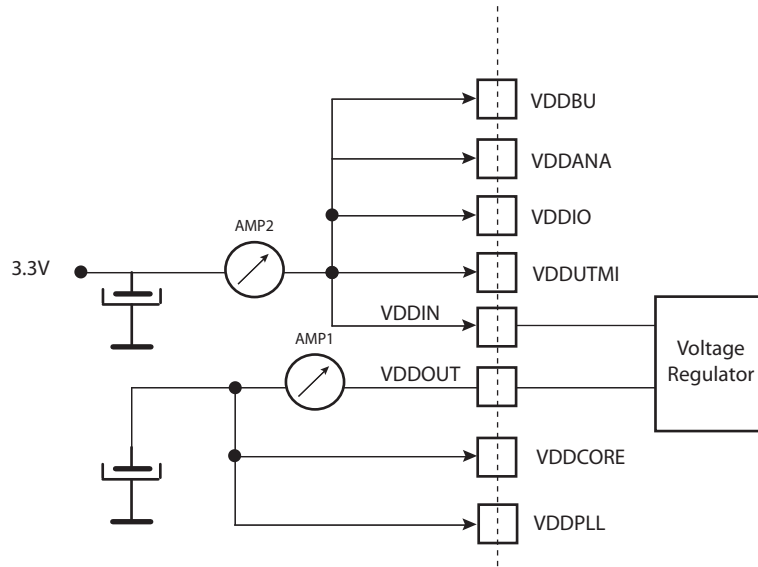 VDDBU
VDDANA
VDDIO
AMP2
3.3V
VDDUTMI
VDDIN
AMP1
Voltage
Regulator
VDDOUT
VDDCORE
VDDPLL